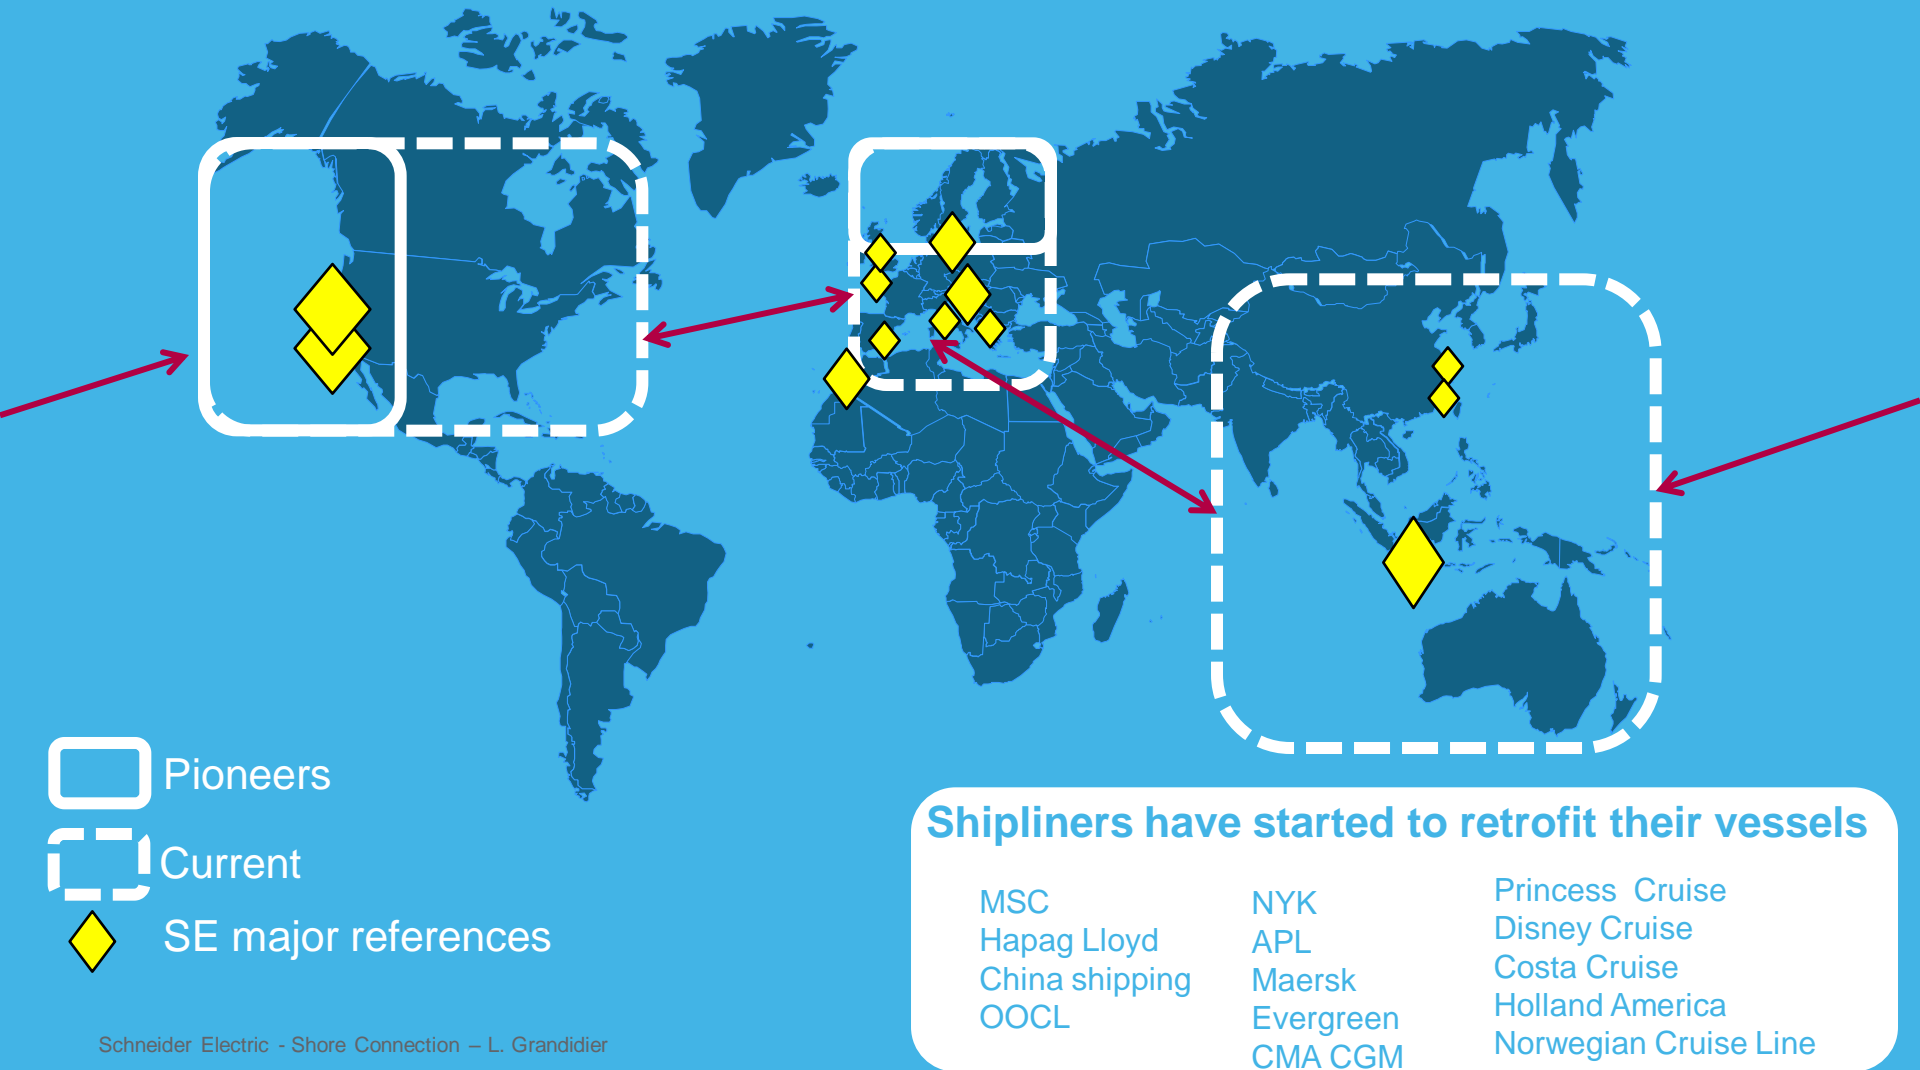 Pioneers
Current
SE major references
Schneider Electric - Shore Connection – L. Grandidier
Shipliners have started to retrofit their vessels
MSC
Hapag Lloyd
China shipping
OOCL
NYK
APL
Maersk
Evergreen
CMA CGM
Princess Cruise
Disney Cruise
Costa Cruise
Holland America
Norwegian Cruise Line